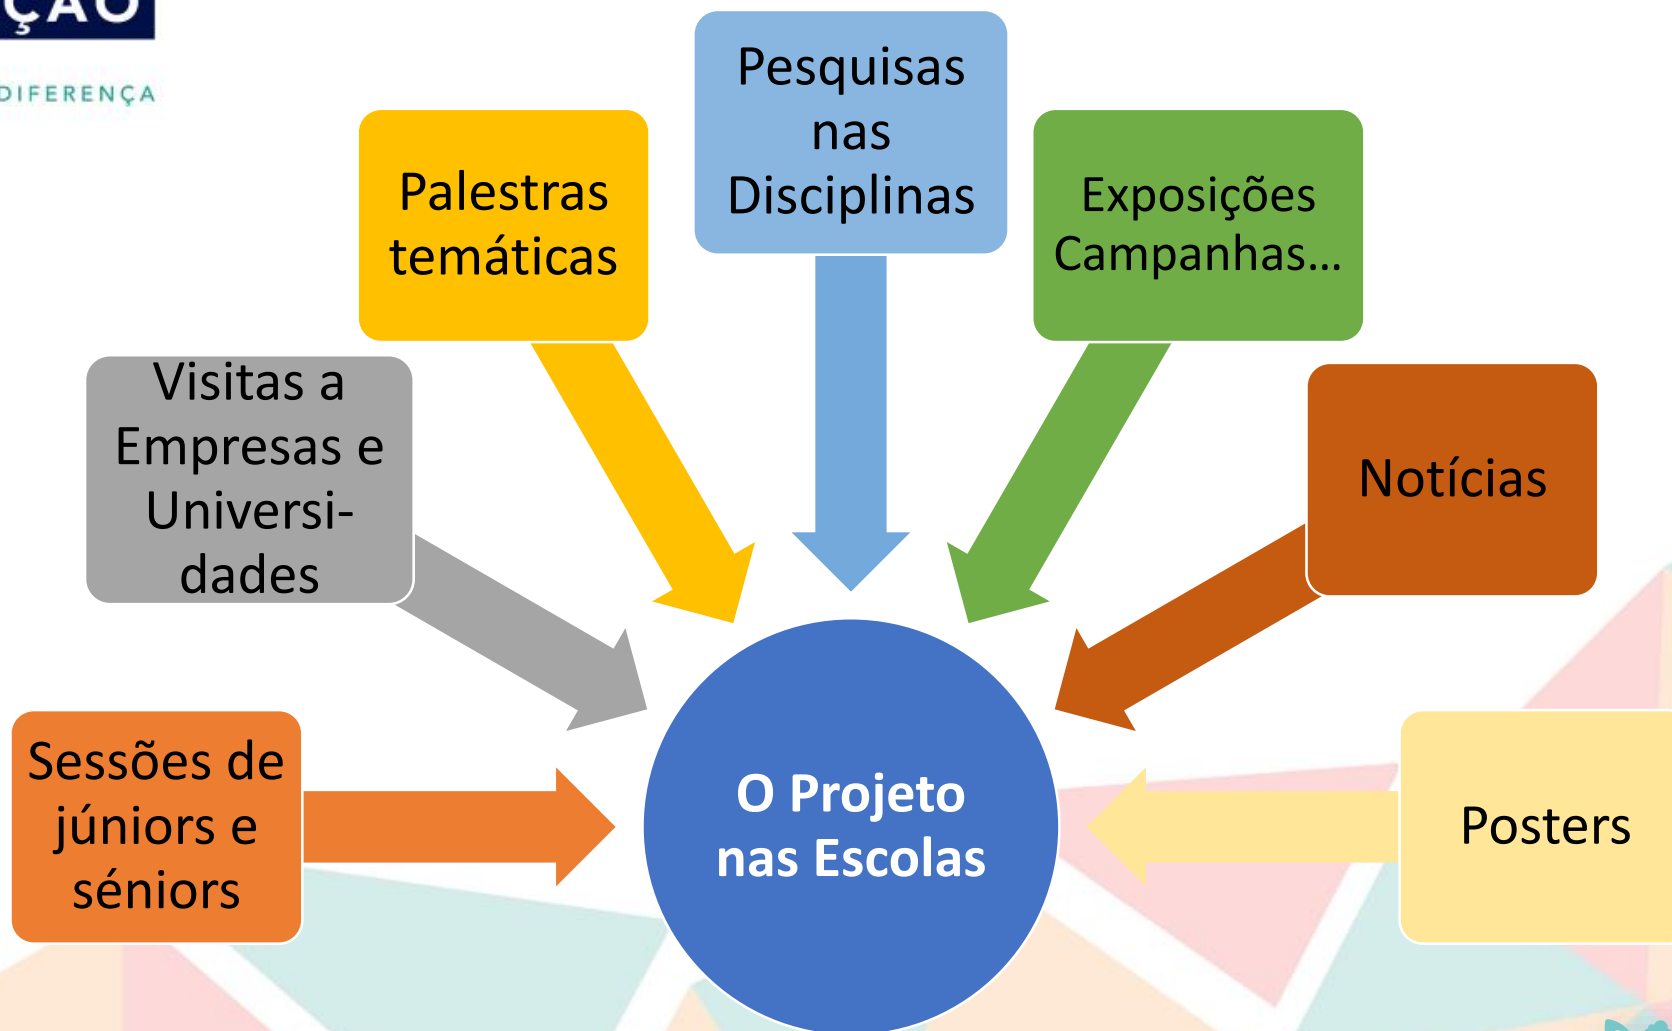 ÇÃO
DIFERENÇA
Pesquisas
nas
Disciplinas
Palestras
temáticas
Exposições
Campanhas...
Visitas a
Empresas e
Universi-
dades
Notícias
Sessões de
júniors e
séniors
O Projeto
nas Escolas
Posters